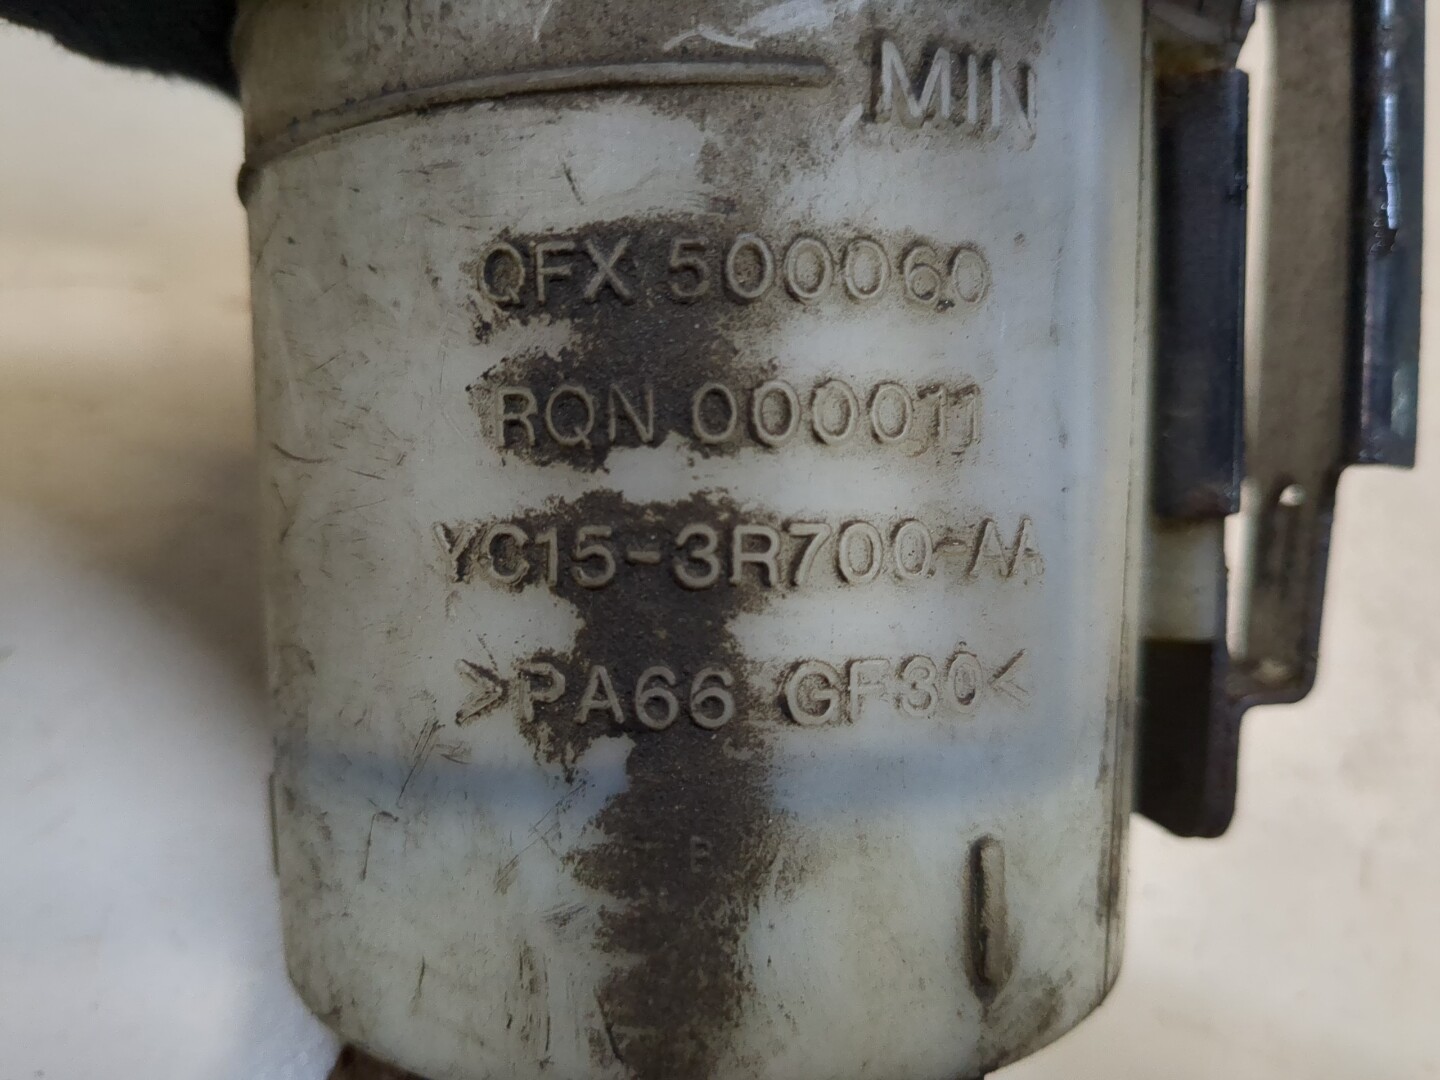 MIN
QFX 500060
RQN 000011
YC15-3R700-AA
>PA66 GF30<